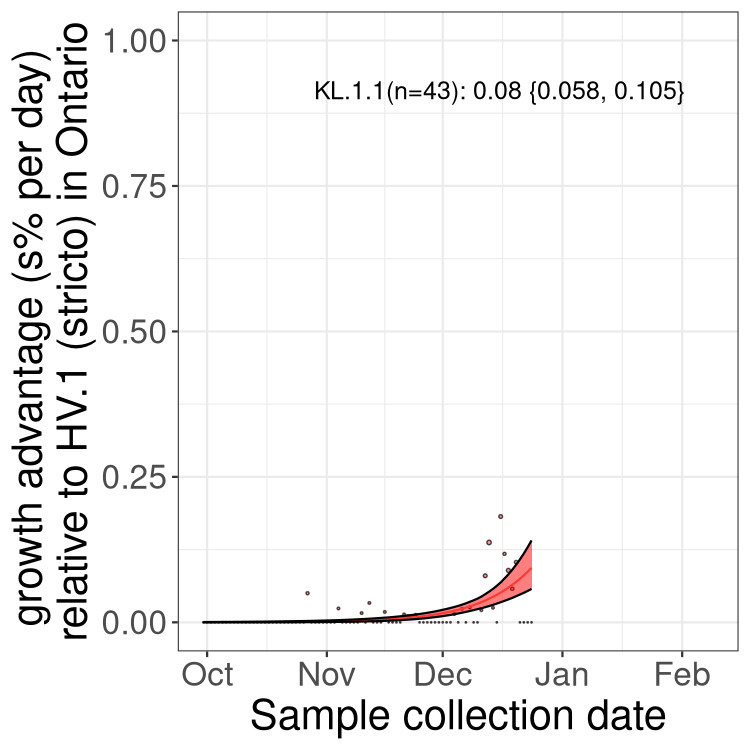 growth advantage (s% per day)
relative to HV.1 (stricto) in Ontario
1.00
0.75
0.50
0.25
0.00
KL.1.1(n=43): 0.08 {0.058, 0.105}
Oct Nov Dec Jan Feb
Sample collection date